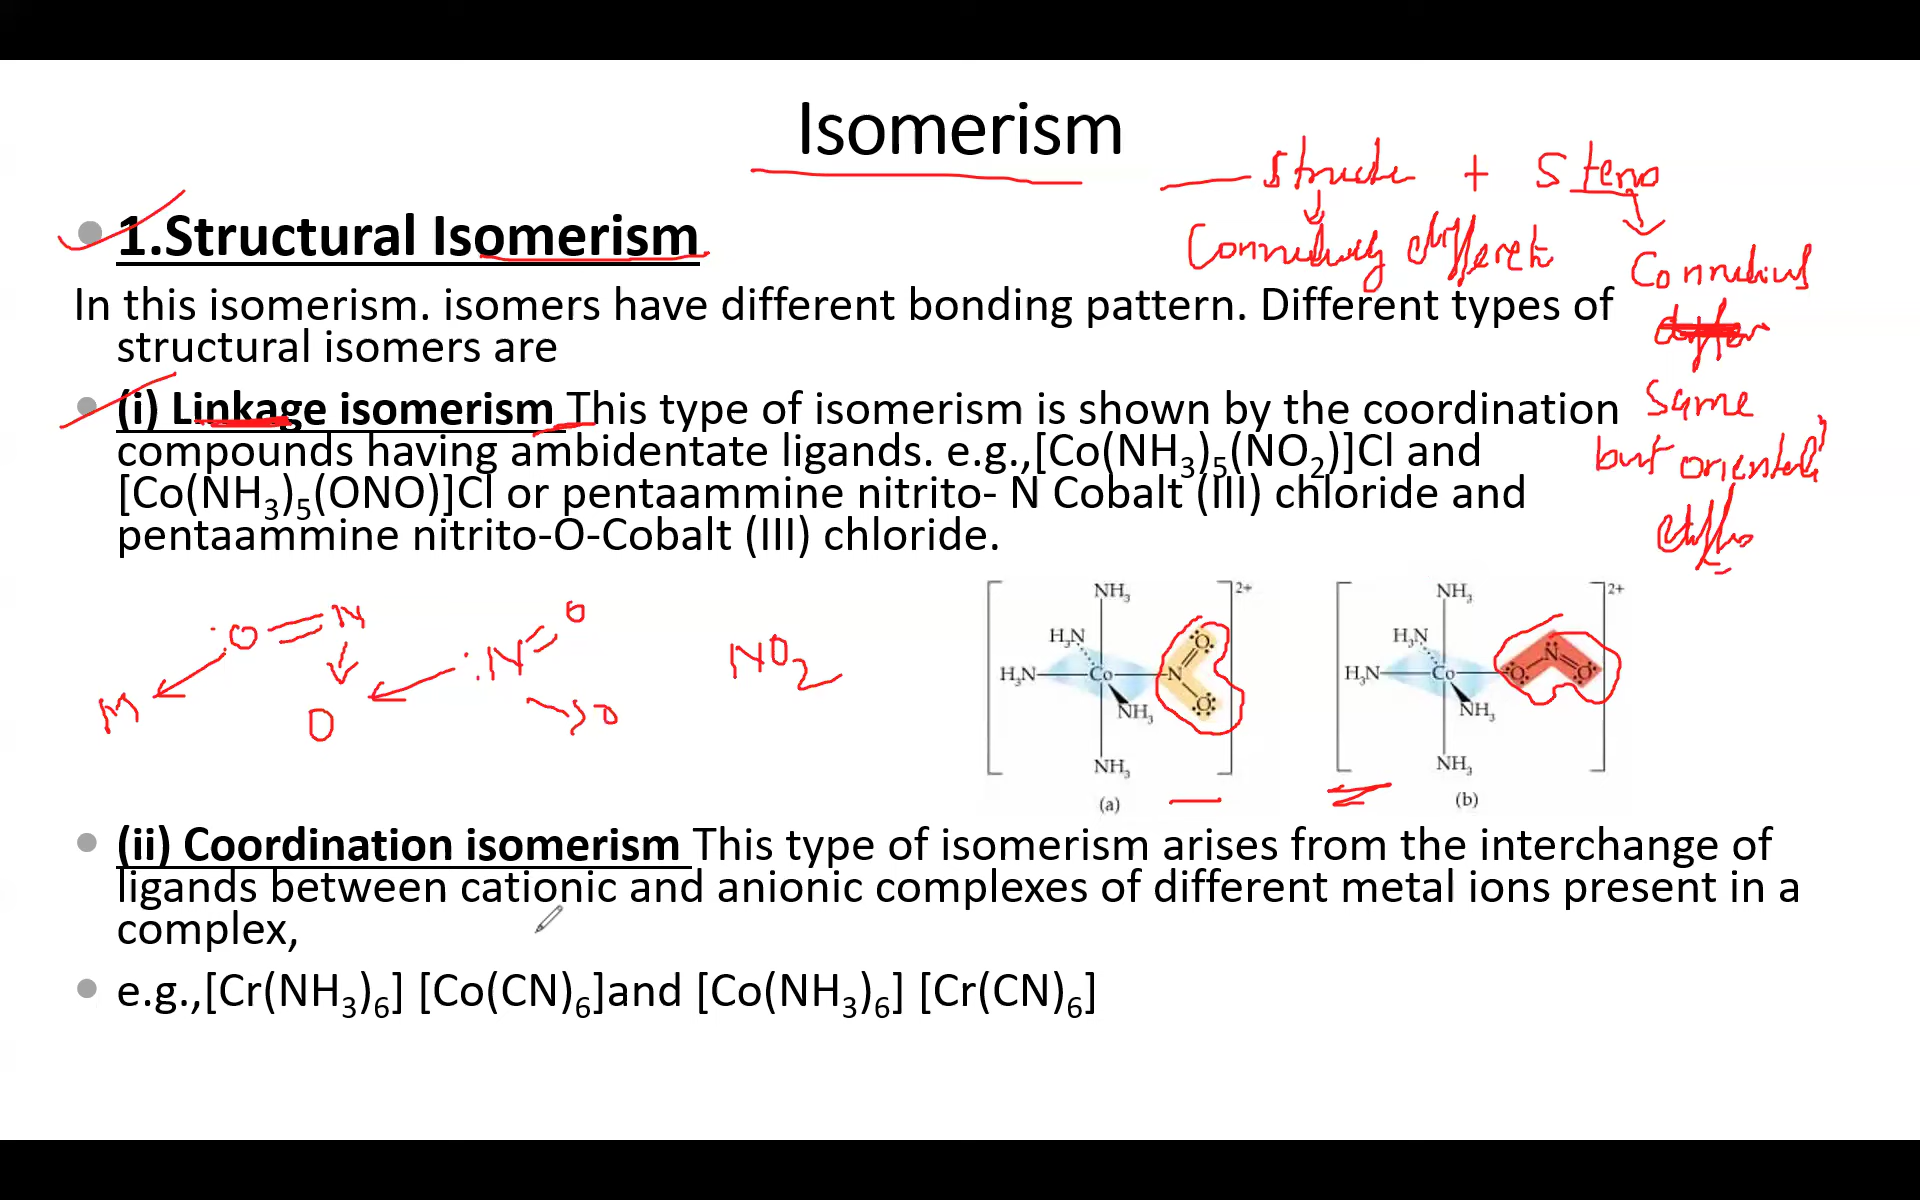 Isomerism
Structu + Stereo
1.Structural Isomerism
different
In this isomerism. isomers have different bonding pattern. Different types of
structural isomers are
same
but
(i) Linkage isomerism This type of isomerism is shown by the coordination
compounds having ambidentate ligands. e.g.,[Co(NH3)5(NO2)]Cl and
[Co(NH3)5(ONO)]Cl or pentaammine nitrito- N Cobalt (III) chloride and
pentaammine nitrito-O-Cobalt (III) chloride.
:O=N
M
O
:N=O
O
NO2
NH3
H3N
H3N
Co
N
O
O
NH3
NH3
2+
(a)
NH3
H3N
H3N
Co
O
N
O
NH3
NH3
2+
(b)
(ii) Coordination isomerism This type of isomerism arises from the interchange of
ligands between cationic and anionic complexes of different metal ions present in a
complex,
e.g.,[Cr(NH3)6] [Co(CN)6]and [Co(NH3)6] [Cr(CN)6]